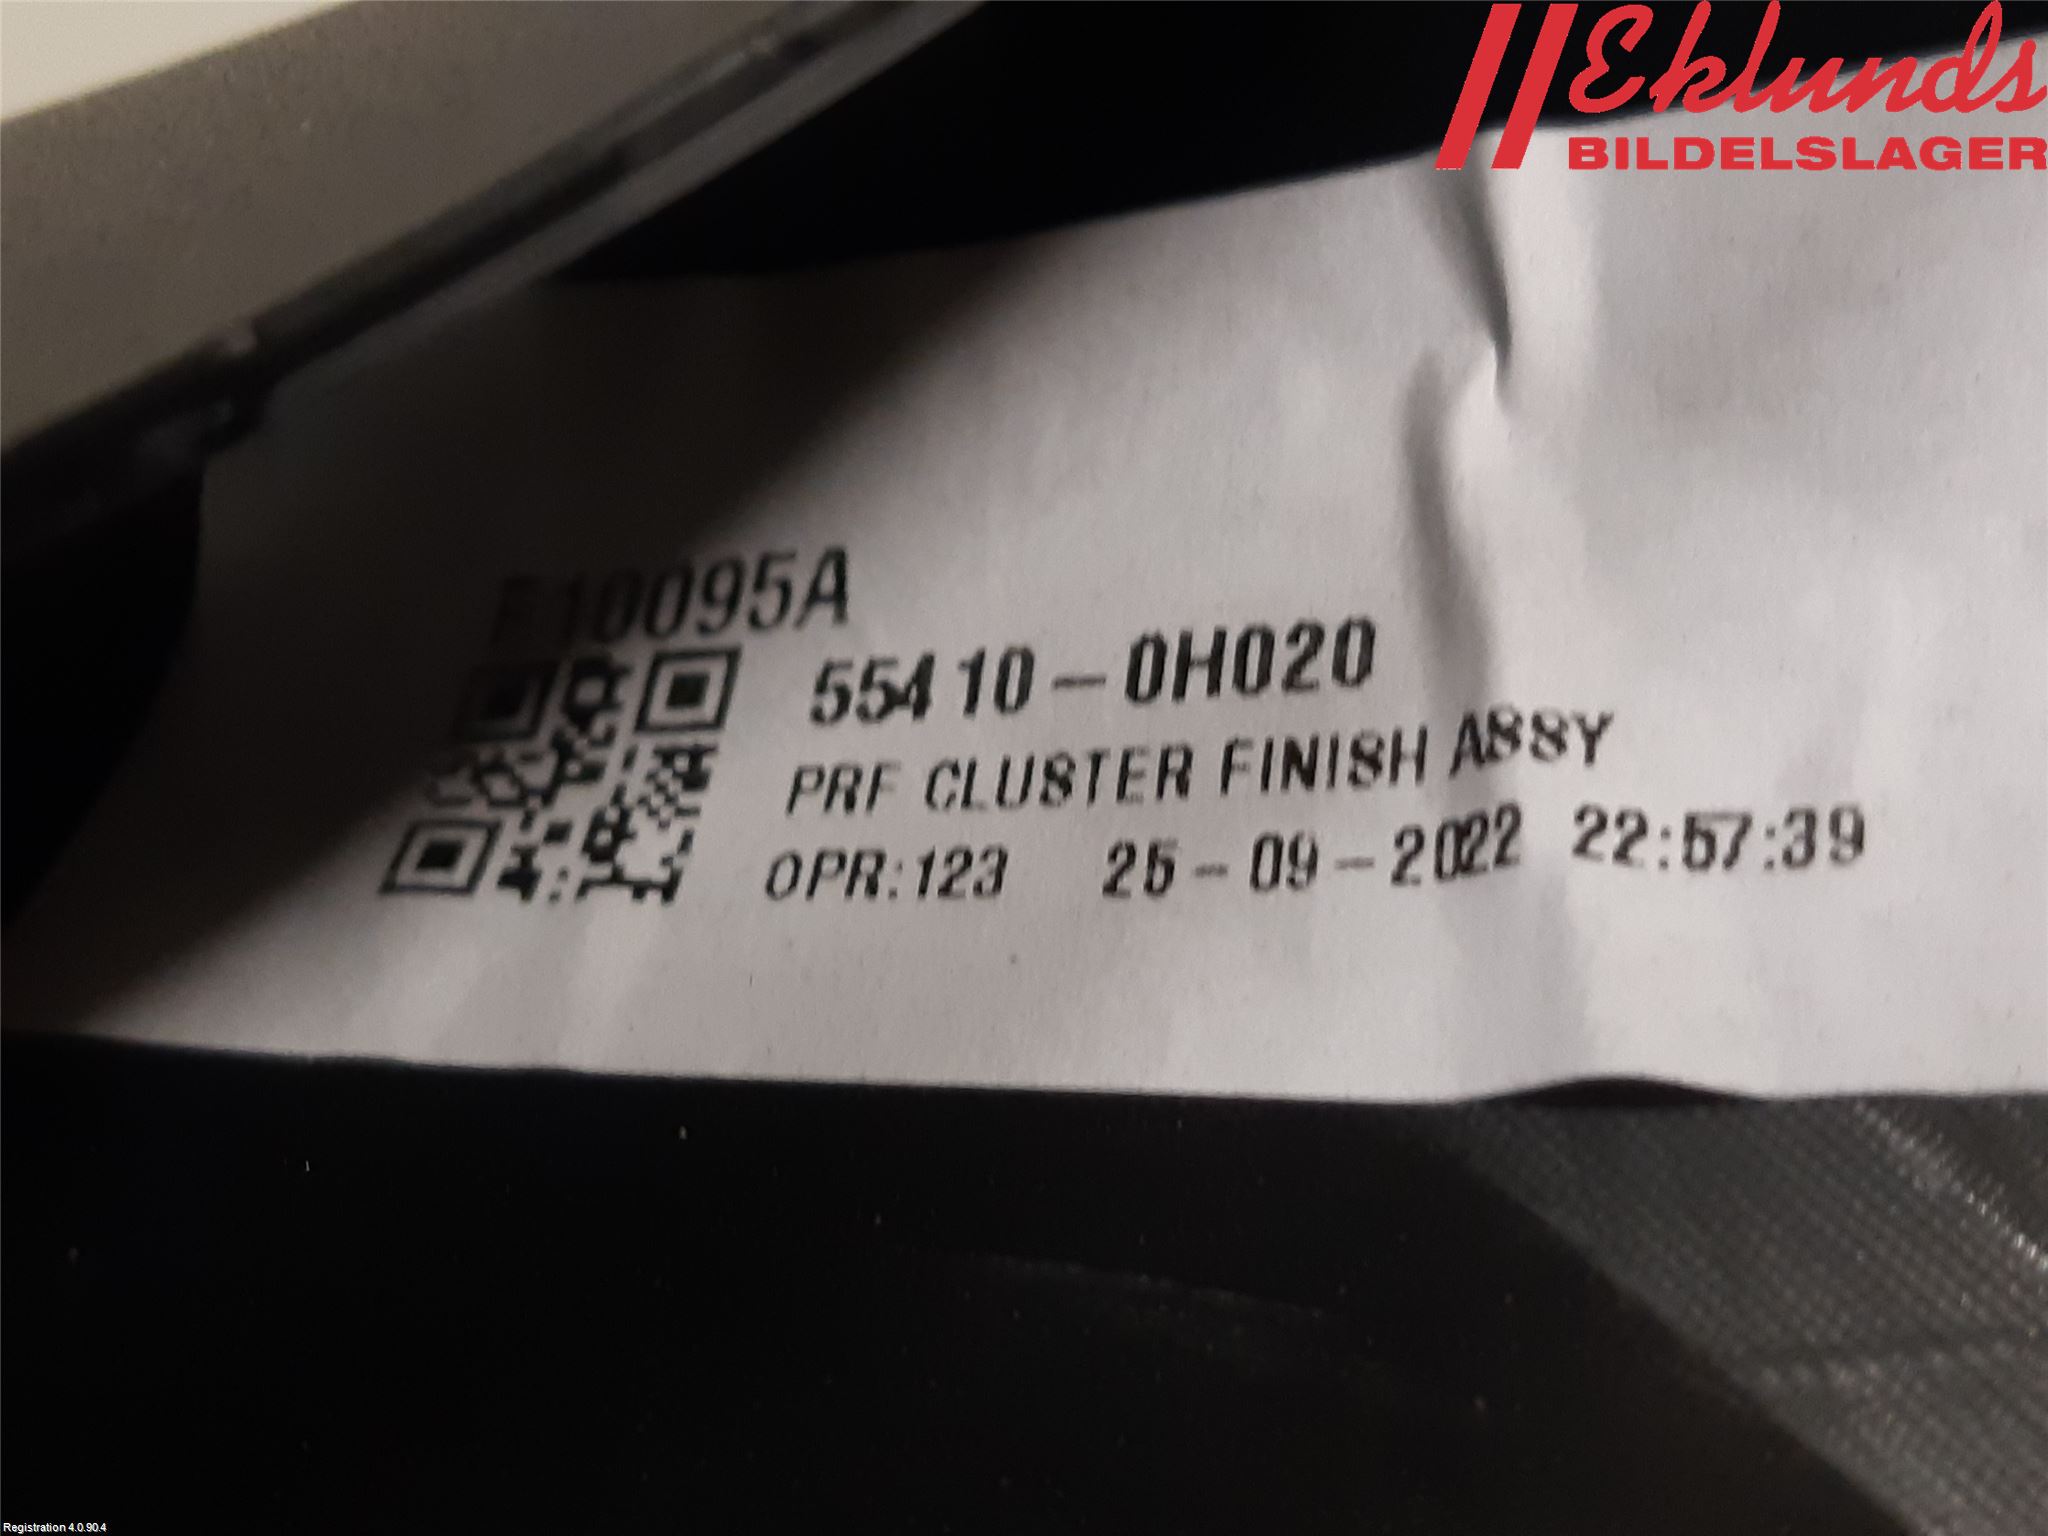 Eklunds
BILDELSLAGER
E10095A
55410-0H020
PRF CLUSTER FINISH ASSY
OPR:123 25-09-2022 22:57:39
Registration 4.0.90.4